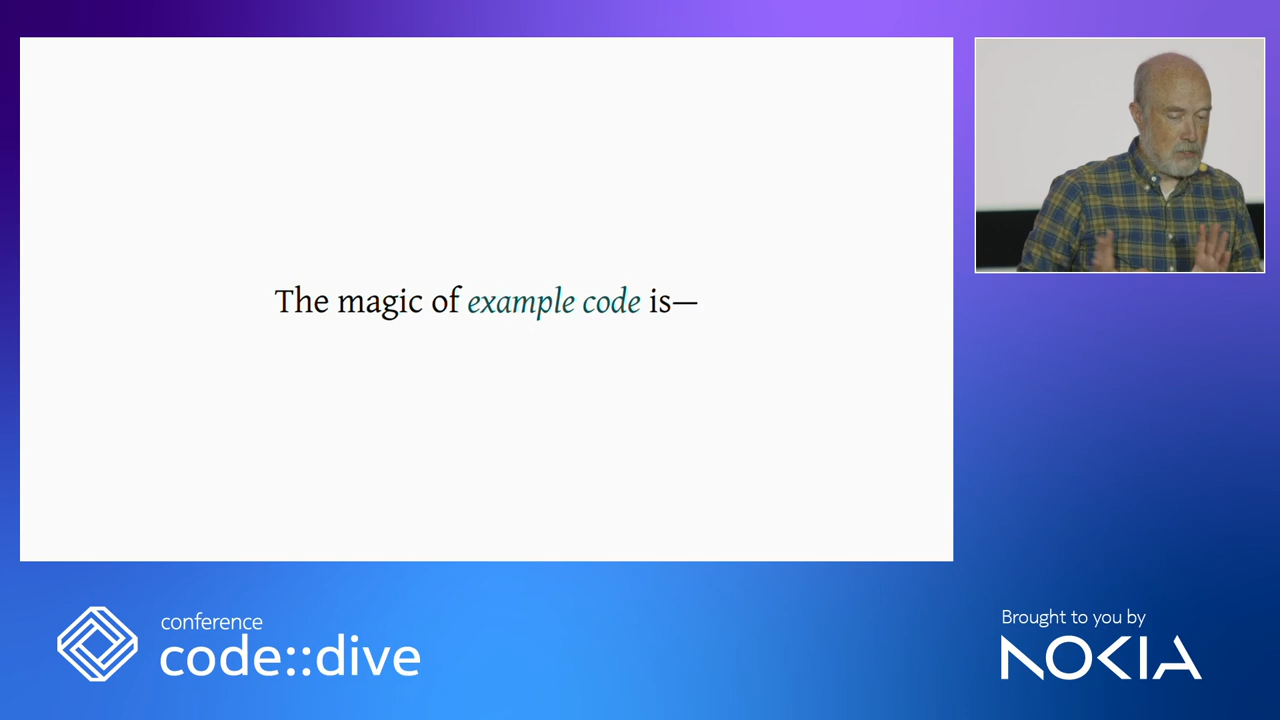 The magic of example code is—
conference
code::dive
Brought to you by
NOKIA